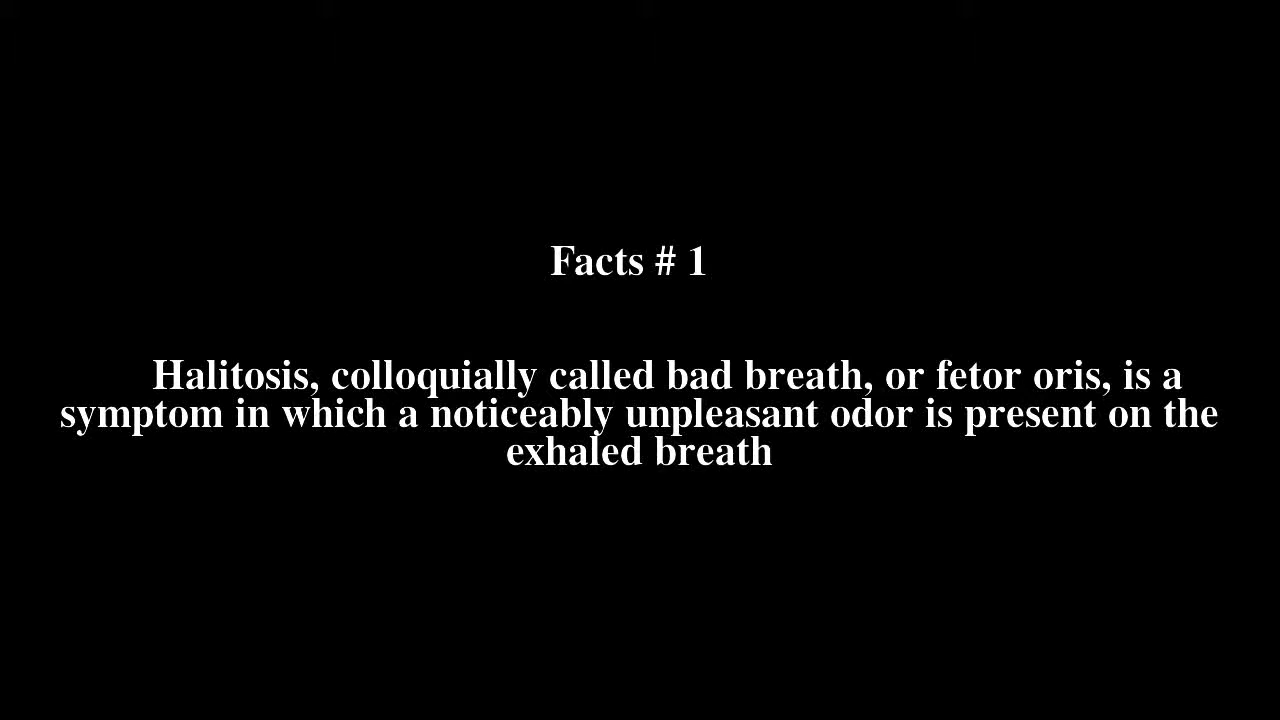 Facts # 1
Halitosis, colloquially called bad breath, or fetor oris, is a
symptom in which a noticeably unpleasant odor is present on the
exhaled breath